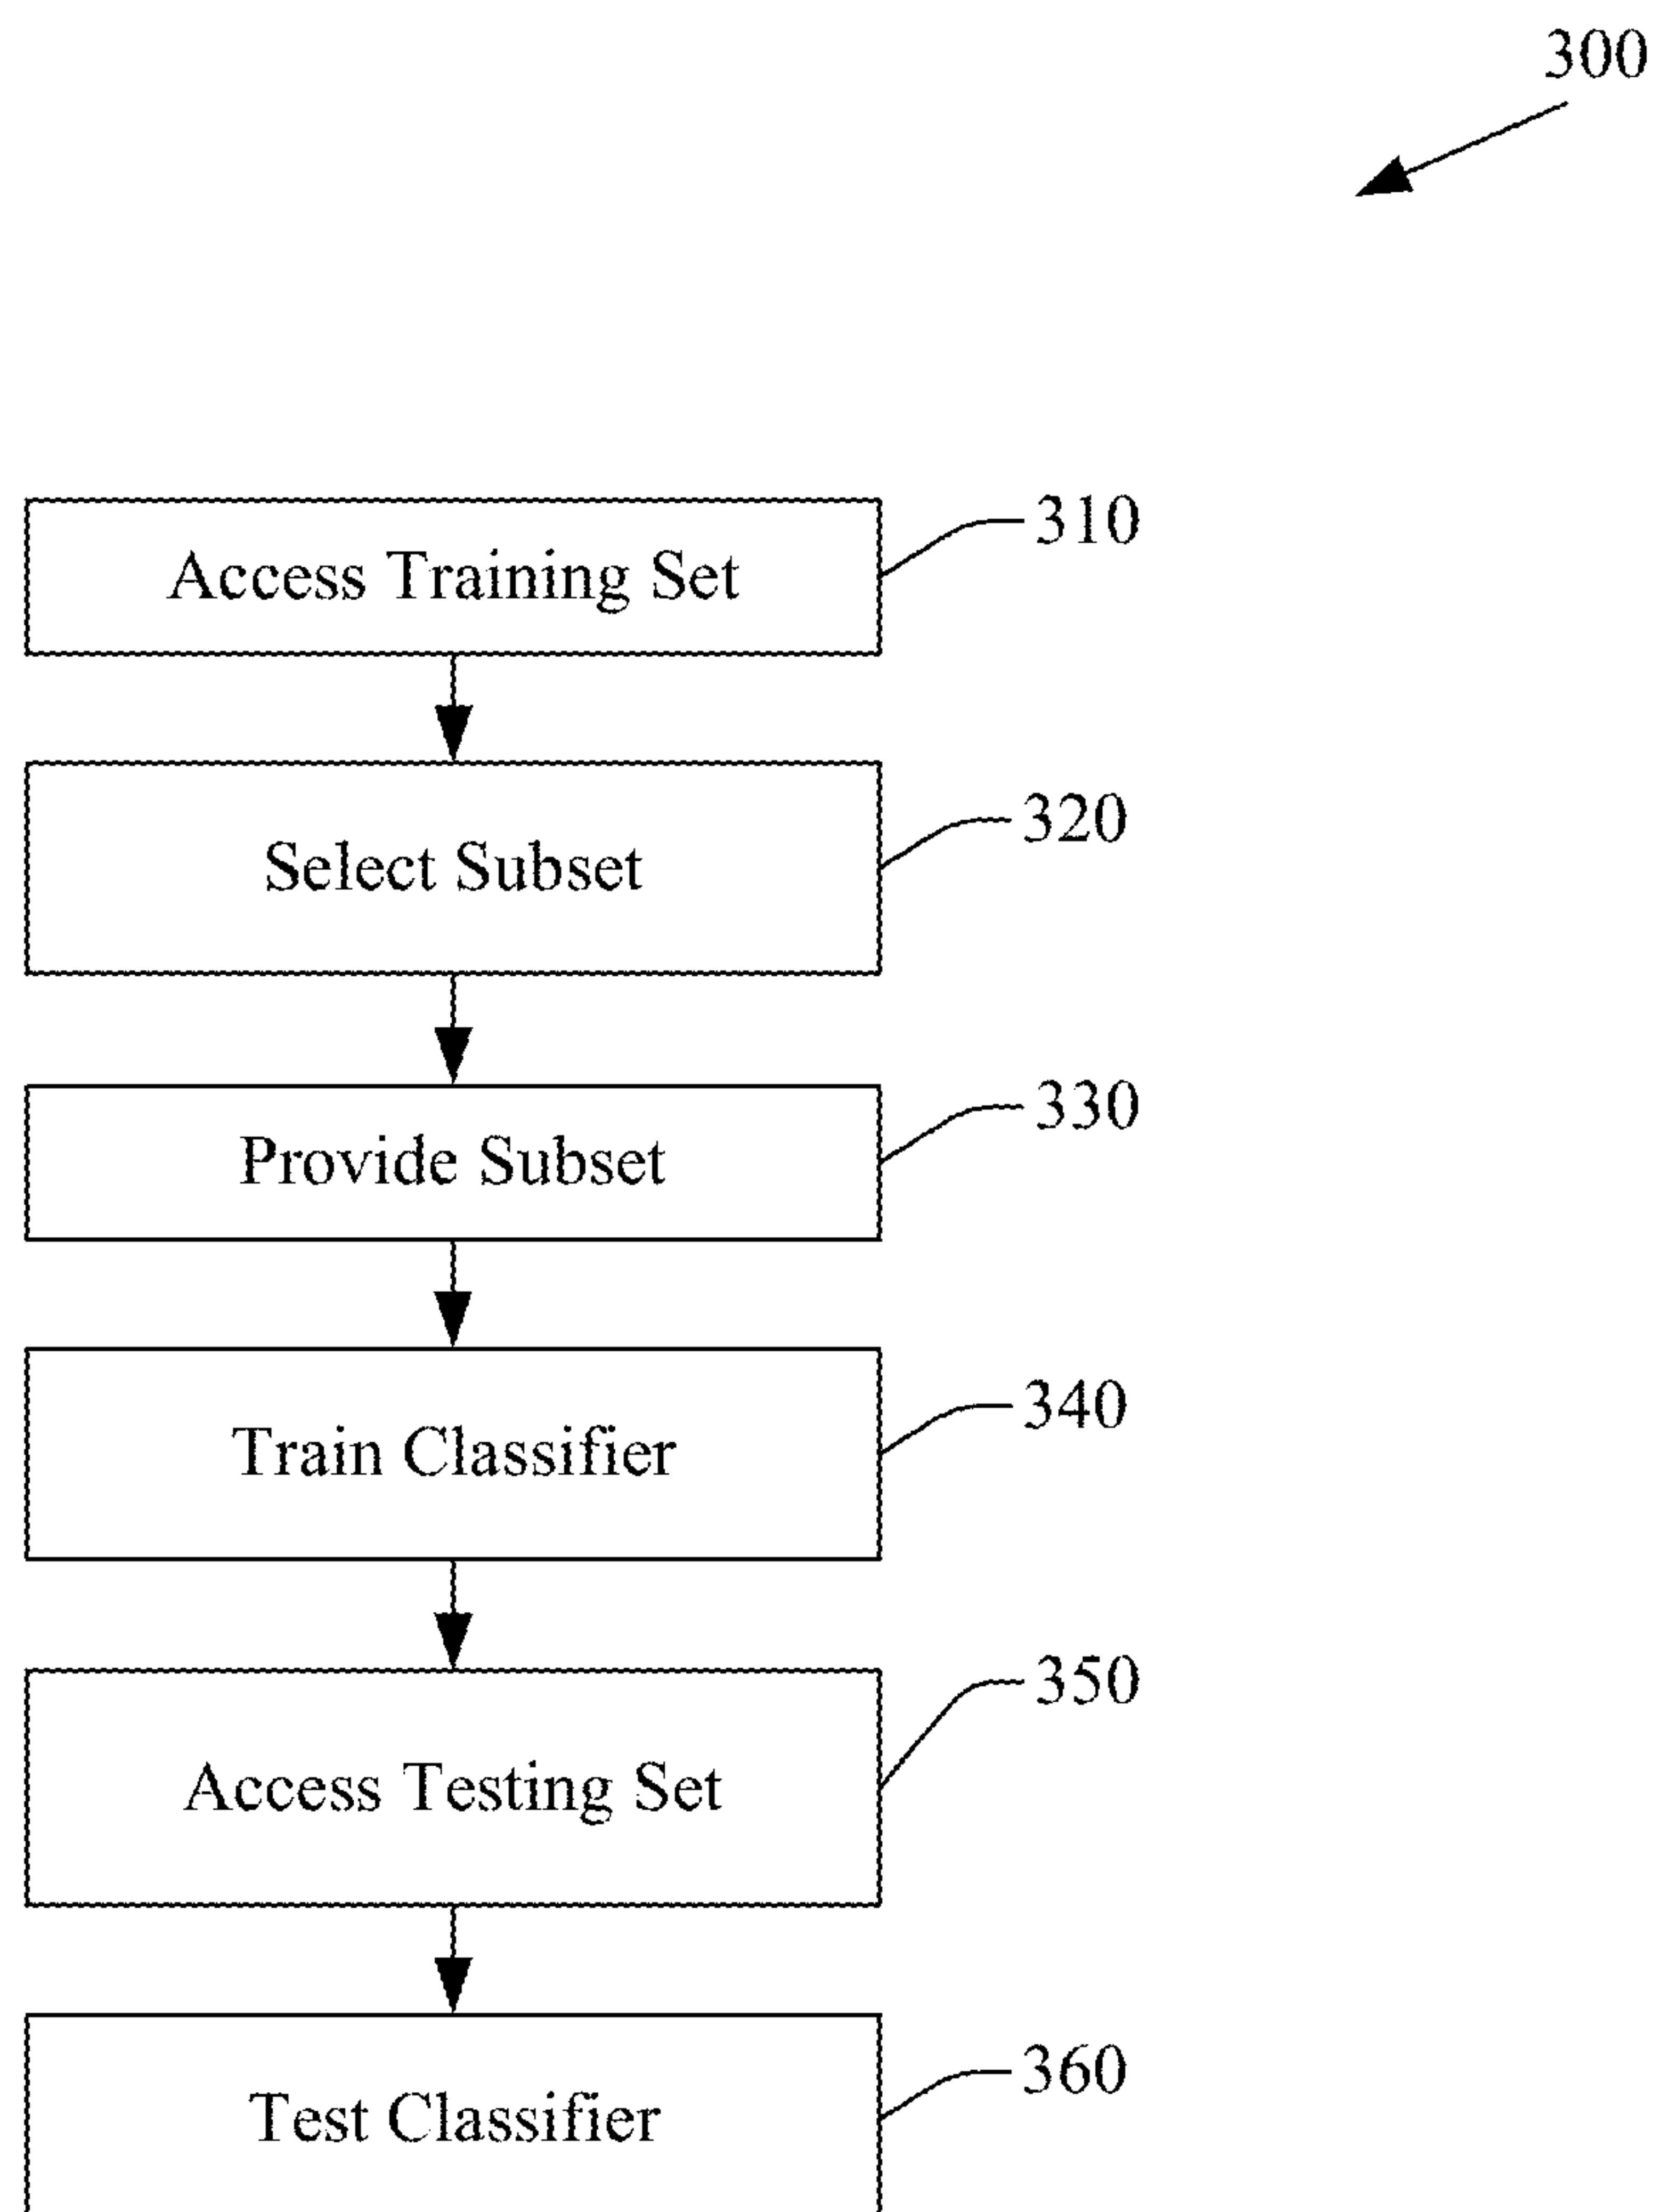 300
Access Training Set
310
Select Subset
320
Provide Subset
330
Train Classifier
340
Access Testing Set
350
Test Classifier
360